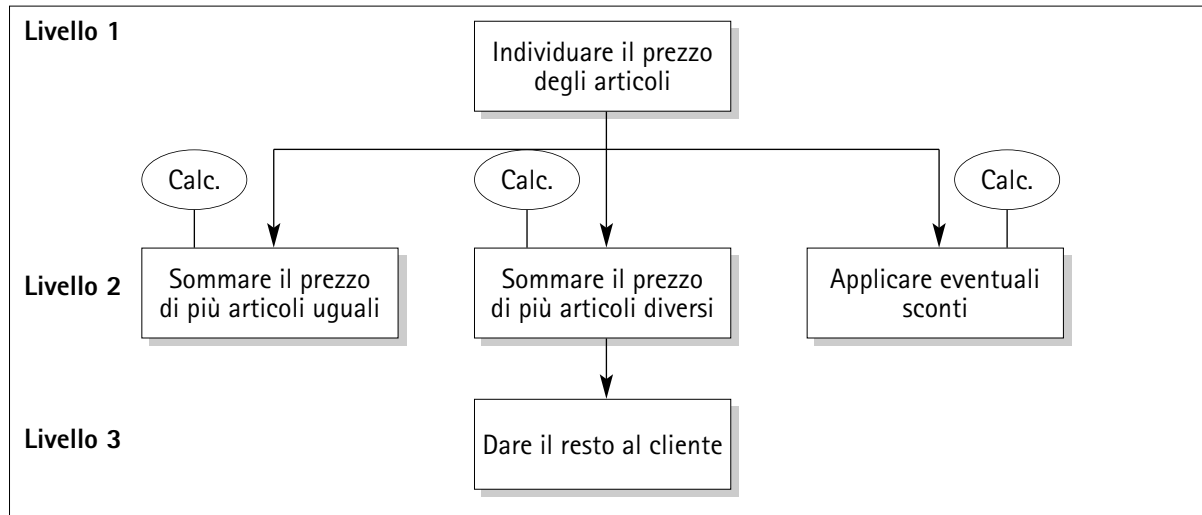 Livello 1
Individuare il prezzo
degli articoli
Calc.
Calc.
Calc.
Livello 2
Sommare il prezzo
di più articoli uguali
Sommare il prezzo
di più articoli diversi
Applicare eventuali
sconti
Livello 3
Dare il resto al cliente